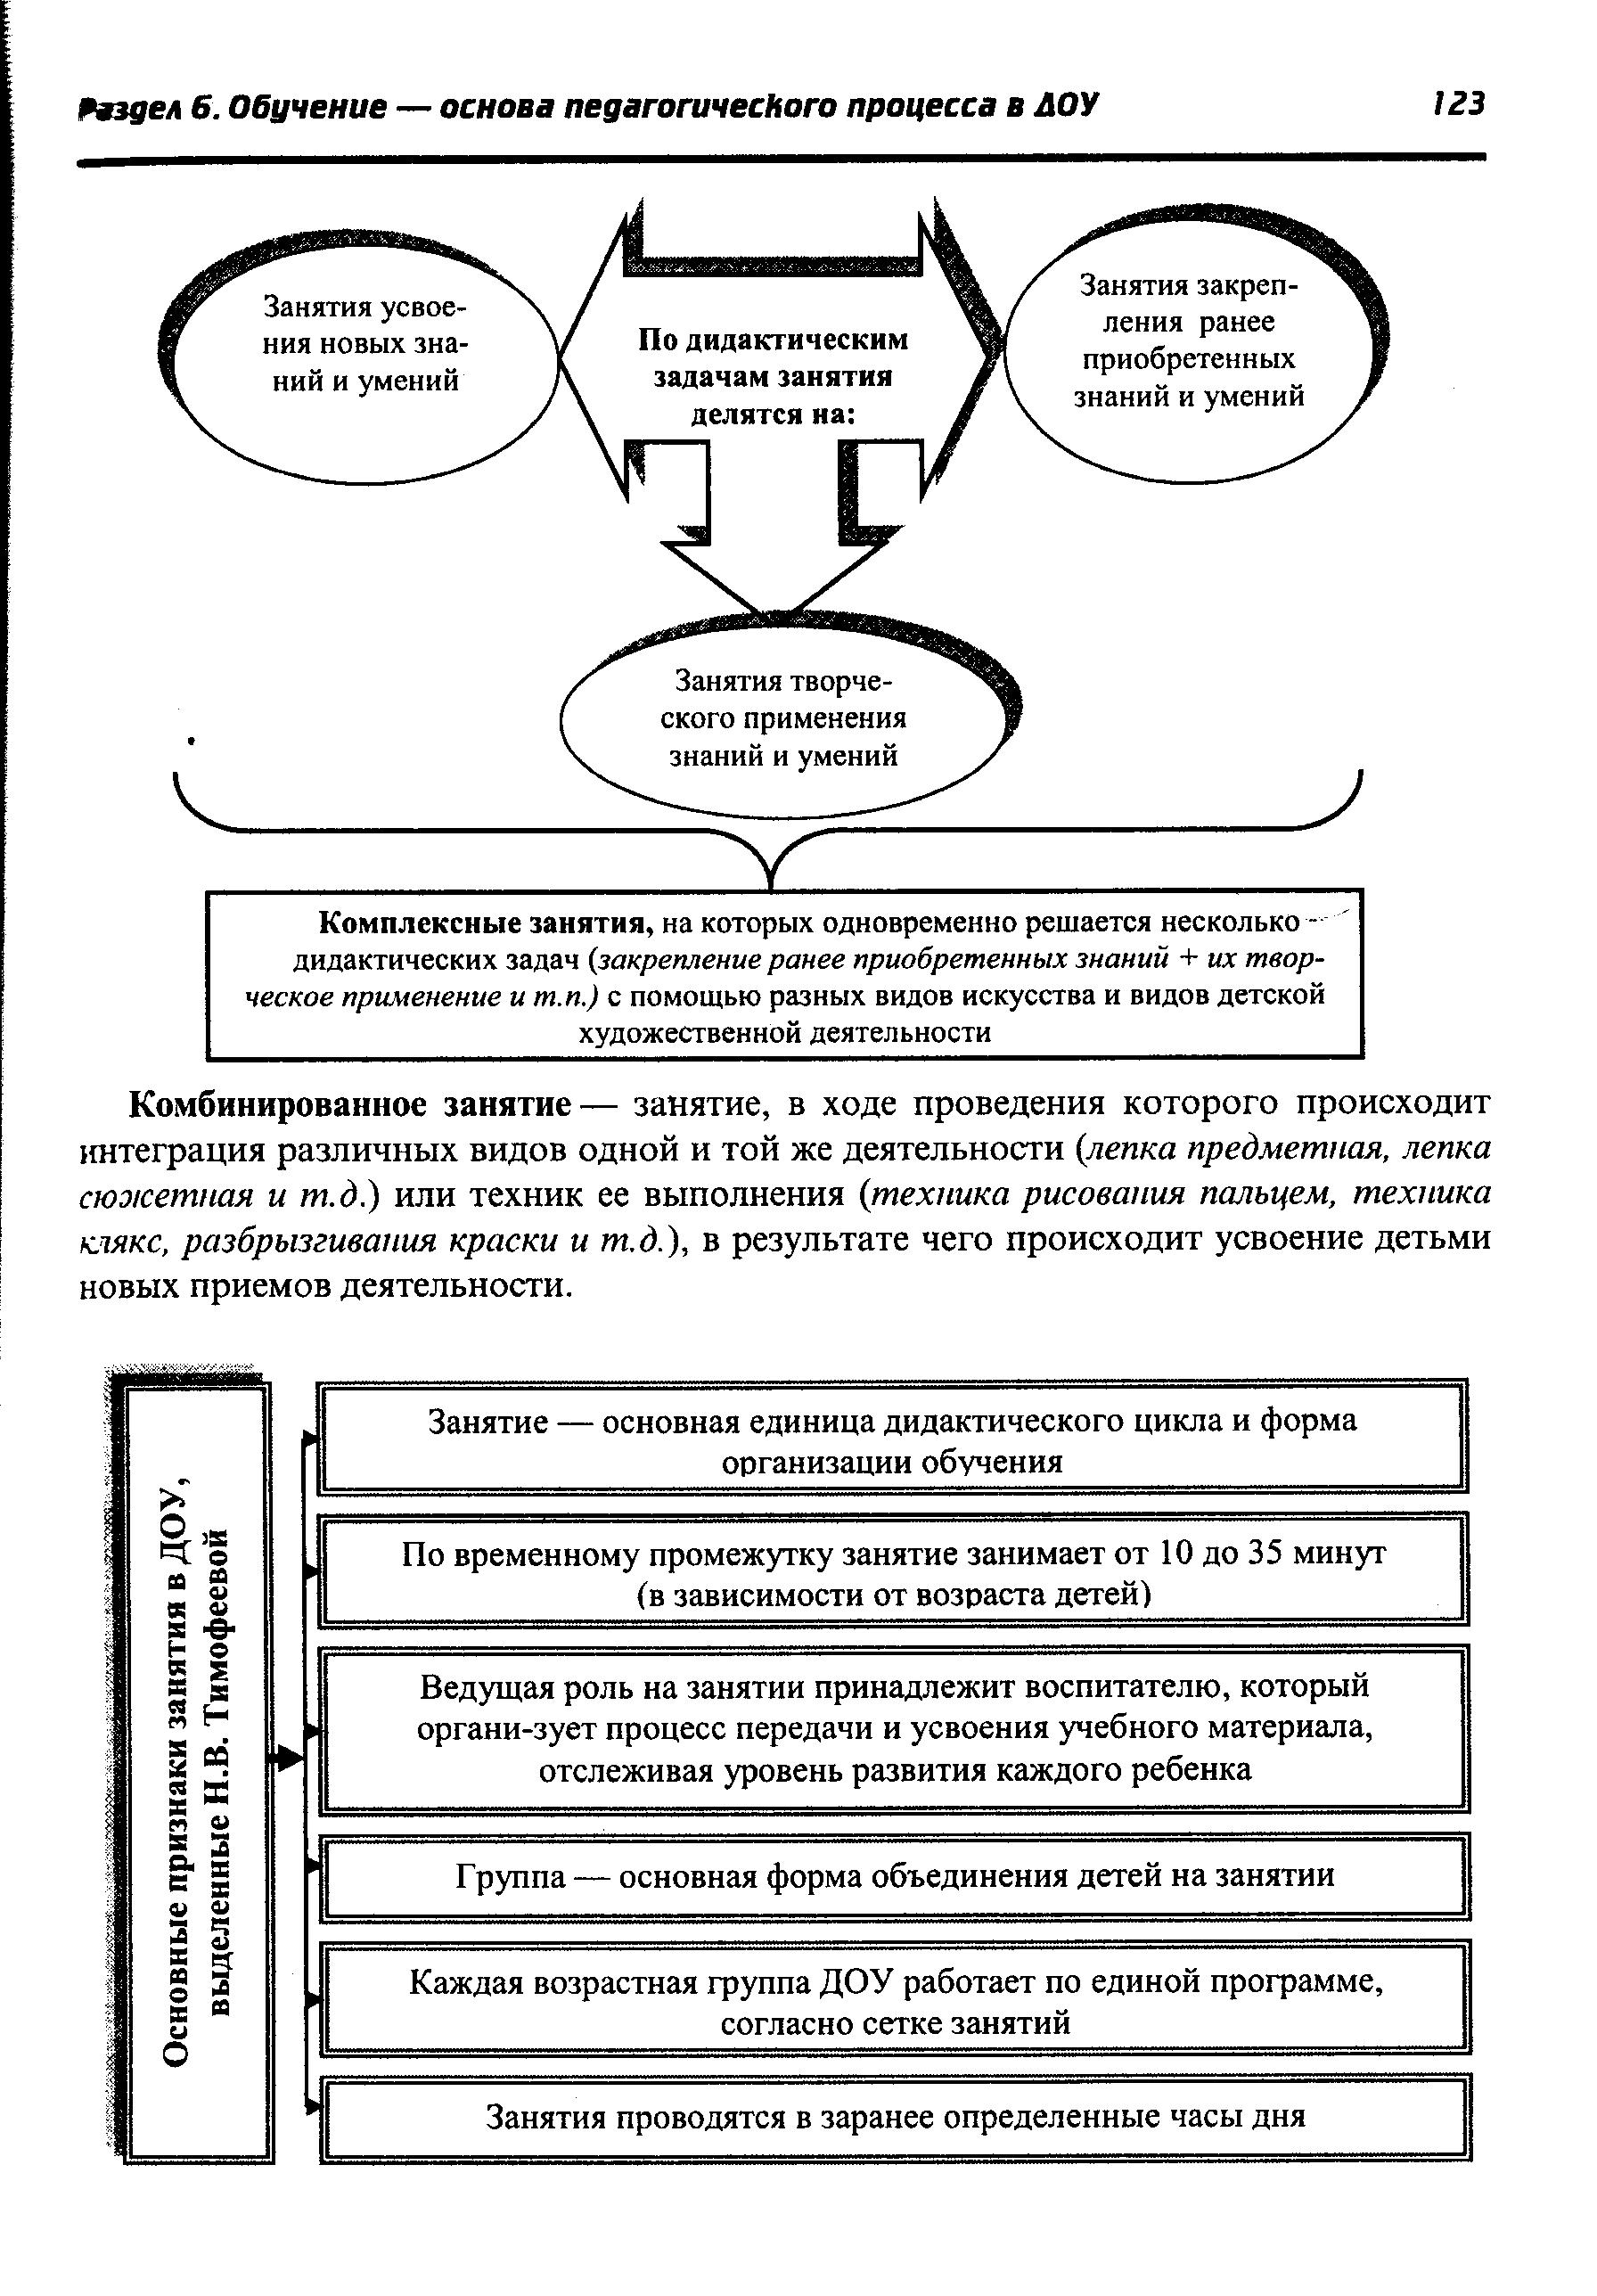 Раздел 6. Обучение — основа педагогического процесса в ДОУ 123
Занятия усвое-
ния новых зна-
ний и умений
По дидактическим
задачам занятия
делятся на:
Занятия закреп-
ления ранее
приобретенных
знаний и умений
Занятия творче-
ского применения
знаний и умений
Комплексные занятия, на которых одновременно решается несколько
дидактических задач (закрепление ранее приобретенных знаний + их твор-
ческое применение и т.п.) с помощью разных видов искусства и видов детской
художественной деятельности
Комбинированное занятие — занятие, в ходе проведения которого происходит
интеграция различных видов одной и той же деятельности (лепка предметная, лепка
сюжетная и т.д.) или техник ее выполнения (техника рисования пальцем, техника
клякс, разбрызгивания краски и т.д.), в результате чего происходит усвоение детьми
новых приемов деятельности.
Основные признаки занятия в ДОУ,
выделенные Н.В. Тимофеевой
Занятие — основная единица дидактического цикла и форма
организации обучения
По временному промежутку занятие занимает от 10 до 35 минут
(в зависимости от возраста детей)
Ведущая роль на занятии принадлежит воспитателю, который
органи-зует процесс передачи и усвоения учебного материала,
отслеживая уровень развития каждого ребенка
Группа — основная форма объединения детей на занятии
Каждая возрастная группа ДОУ работает по единой программе,
согласно сетке занятий
Занятия проводятся в заранее определенные часы дня